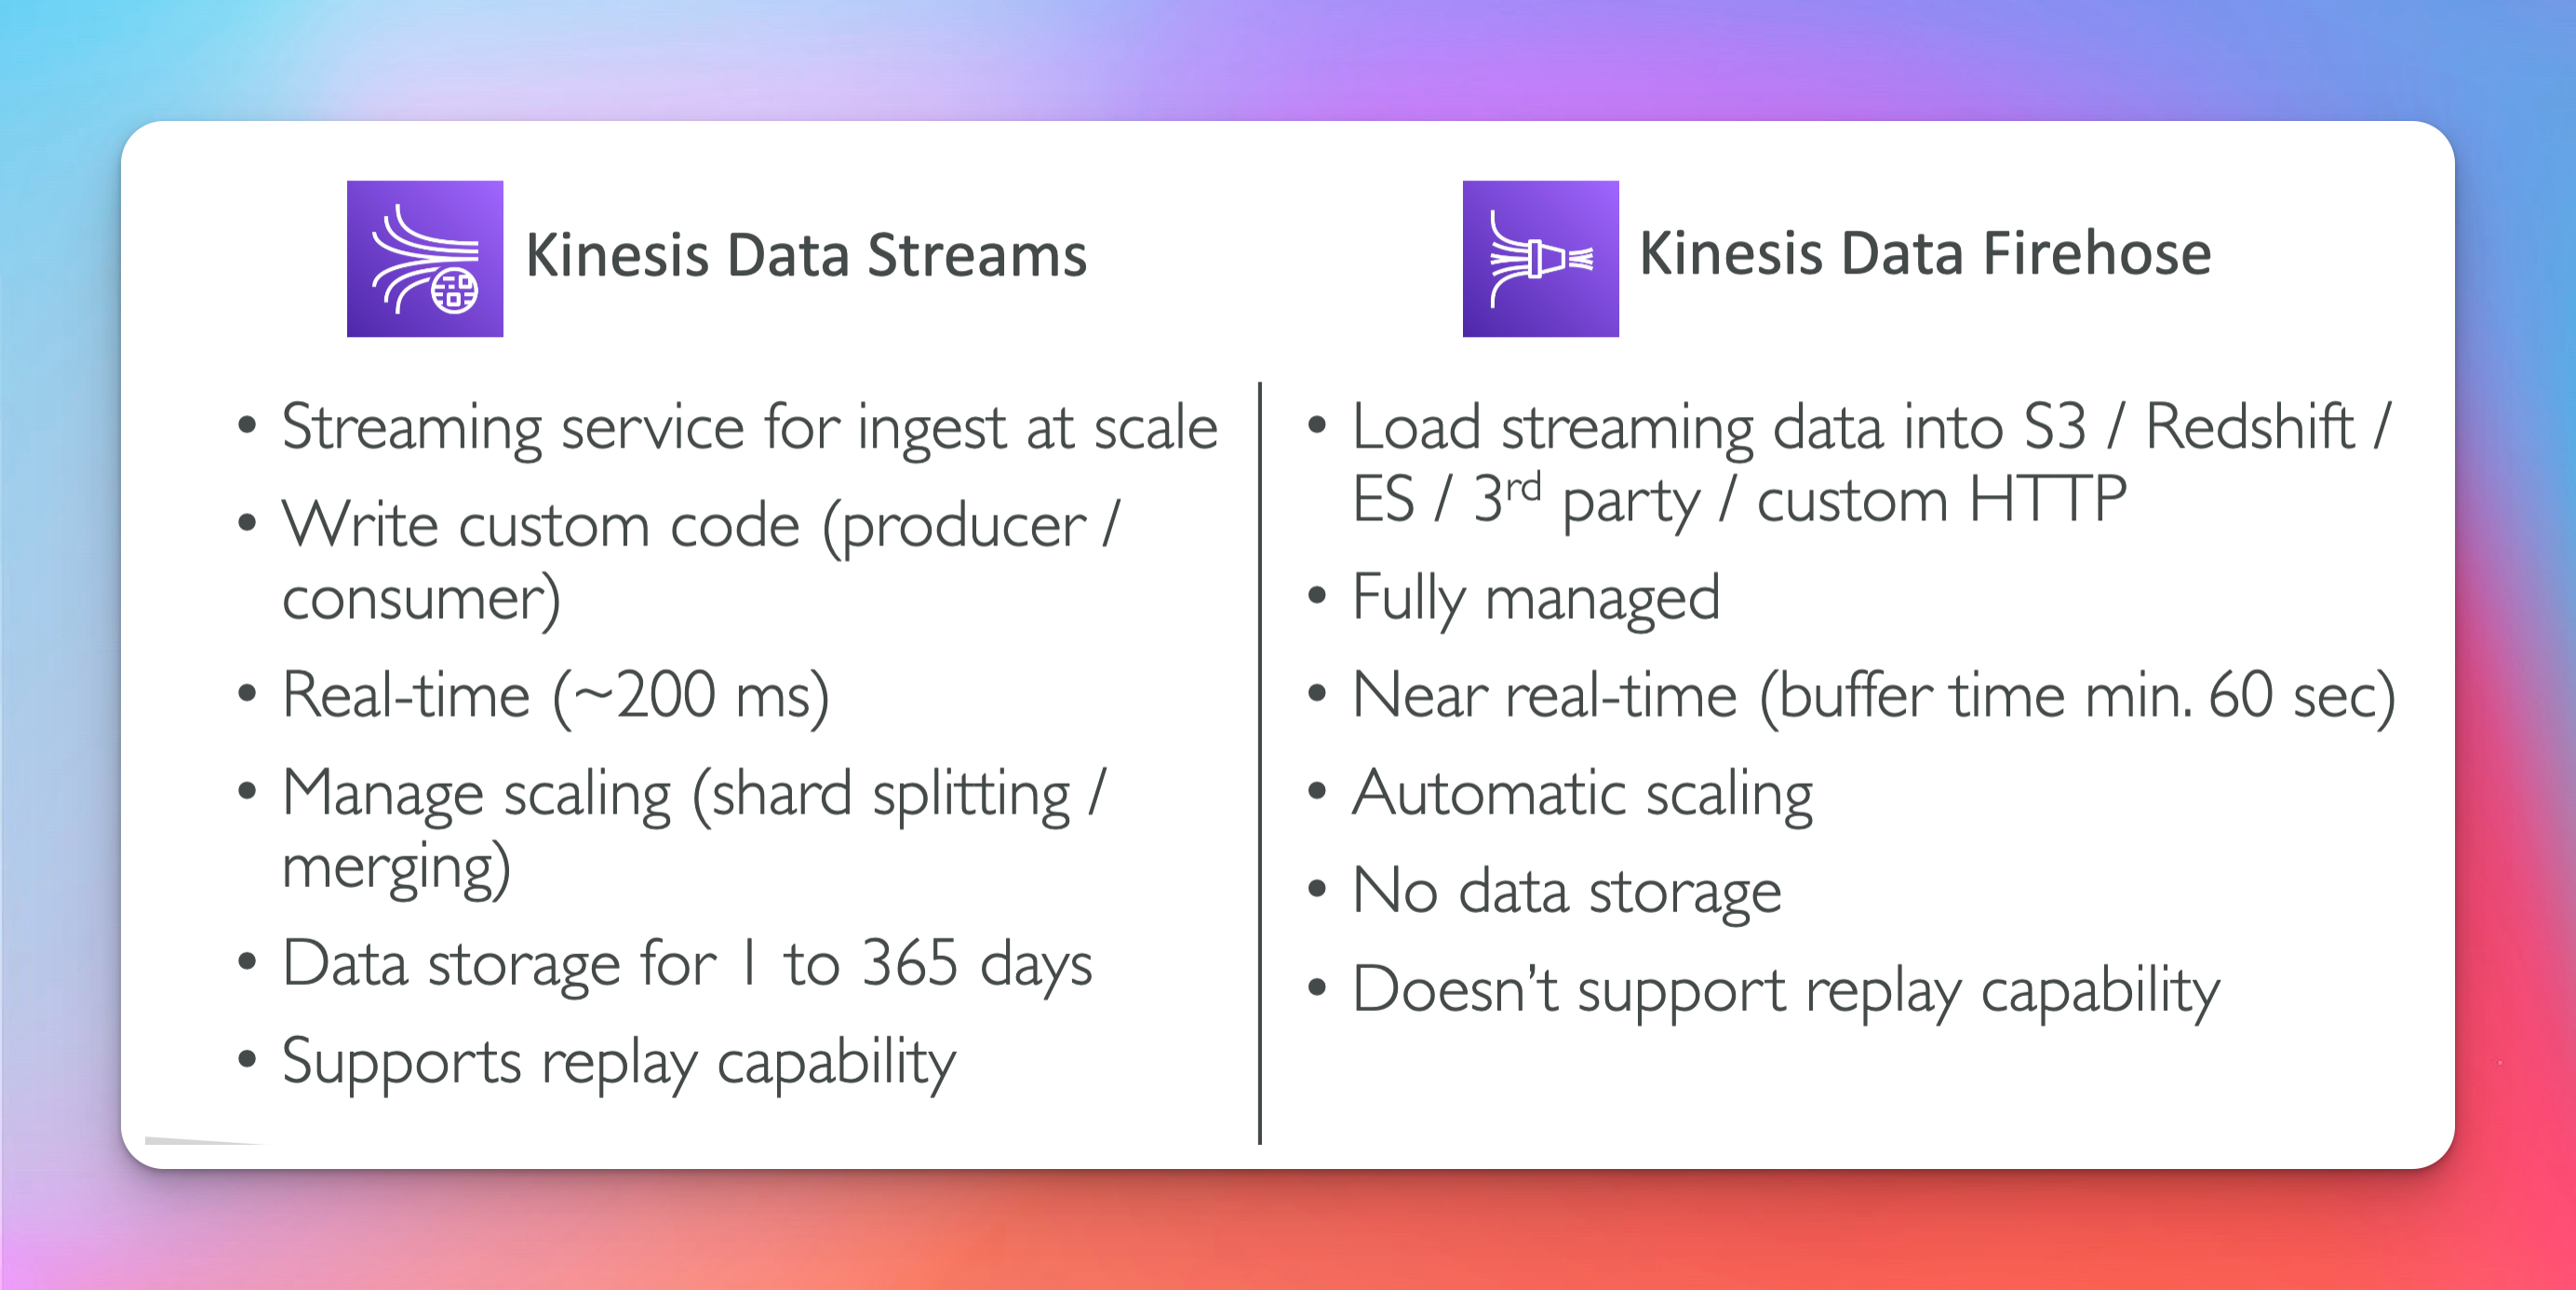 Kinesis Data Streams
• Streaming service for ingest at scale
• Write custom code (producer /
consumer)
• Real-time (~200 ms)
• Manage scaling (shard splitting /
merging)
• Data storage for 1 to 365 days
• Supports replay capability
Kinesis Data Firehose
• Load streaming data into S3 / Redshift /
ES / 3rd party / custom HTTP
• Fully managed
• Near real-time (buffer time min. 60 sec)
• Automatic scaling
• No data storage
• Doesn’t support replay capability